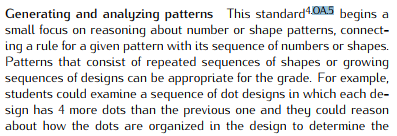 Generating and analyzing patterns This standard4.OA.5 begins a
small focus on reasoning about number or shape patterns, connect-
ing a rule for a given pattern with its sequence of numbers or shapes.
Patterns that consist of repeated sequences of shapes or growing
sequences of designs can be appropriate for the grade. For example,
students could examine a sequence of dot designs in which each de-
sign has 4 more dots than the previous one and they could reason
about how the dots are organized in the design to determine the